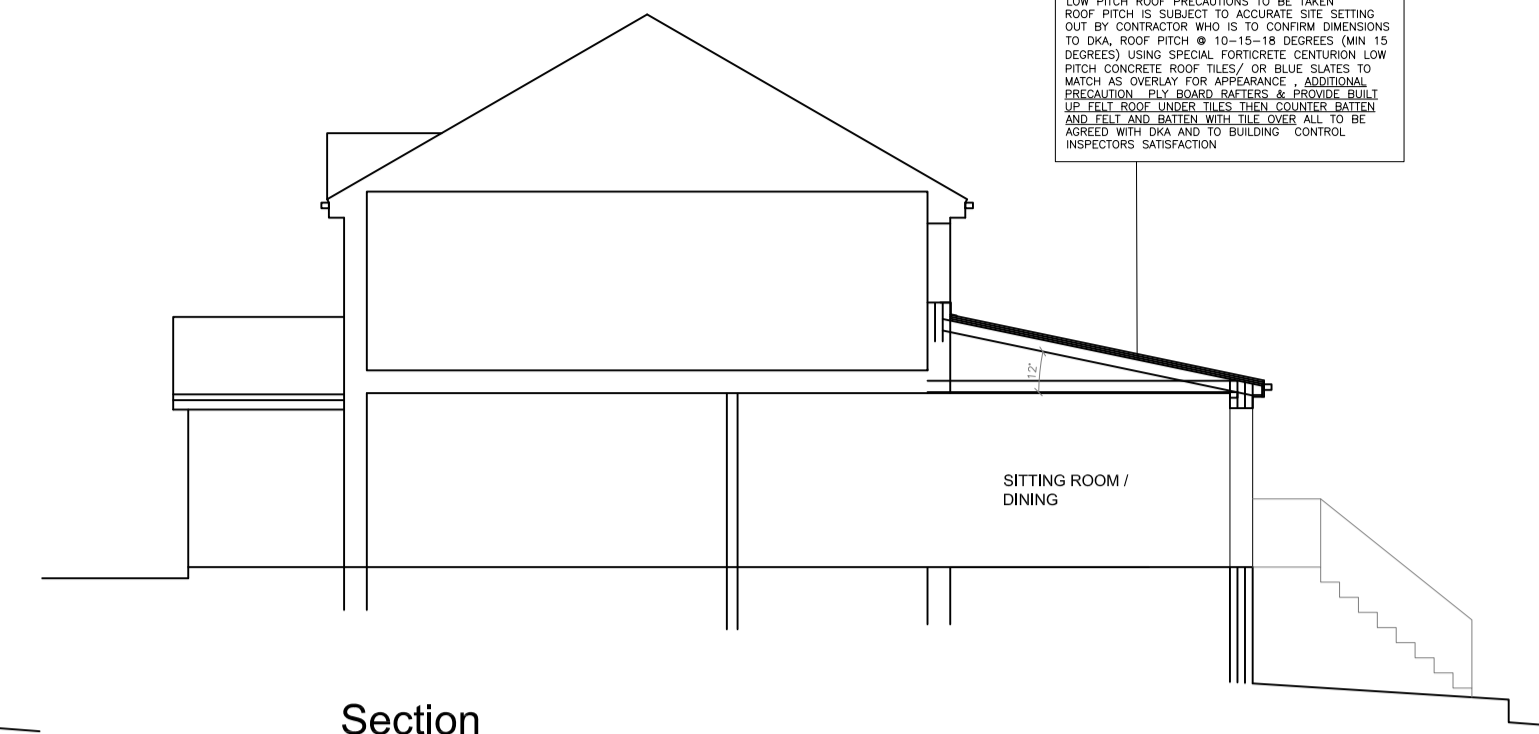 LOW PITCH ROOF PRECAUTIONS TO BE TAKEN
ROOF PITCH IS SUBJECT TO ACCURATE SITE SETTING
OUT BY CONTRACTOR WHO IS TO CONFIRM DIMENSIONS
TO DKA, ROOF PITCH @ 10-15-18 DEGREES (MIN 15
DEGREES) USING SPECIAL FORTICRETE CENTURION LOW
PITCH CONCRETE ROOF TILES/ OR BLUE SLATES TO
MATCH AS OVERLAY FOR APPEARANCE , ADDITIONAL
PRECAUTION PLY BOARD RAFTERS & PROVIDE BUILT
UP FELT ROOF UNDER TILES THEN COUNTER BATTEN
AND FELT AND BATTEN WITH TILE OVER ALL TO BE
AGREED WITH DKA AND TO BUILDING CONTROL
INSPECTORS SATISFACTION
12°
SITTING ROOM /
DINING
Section